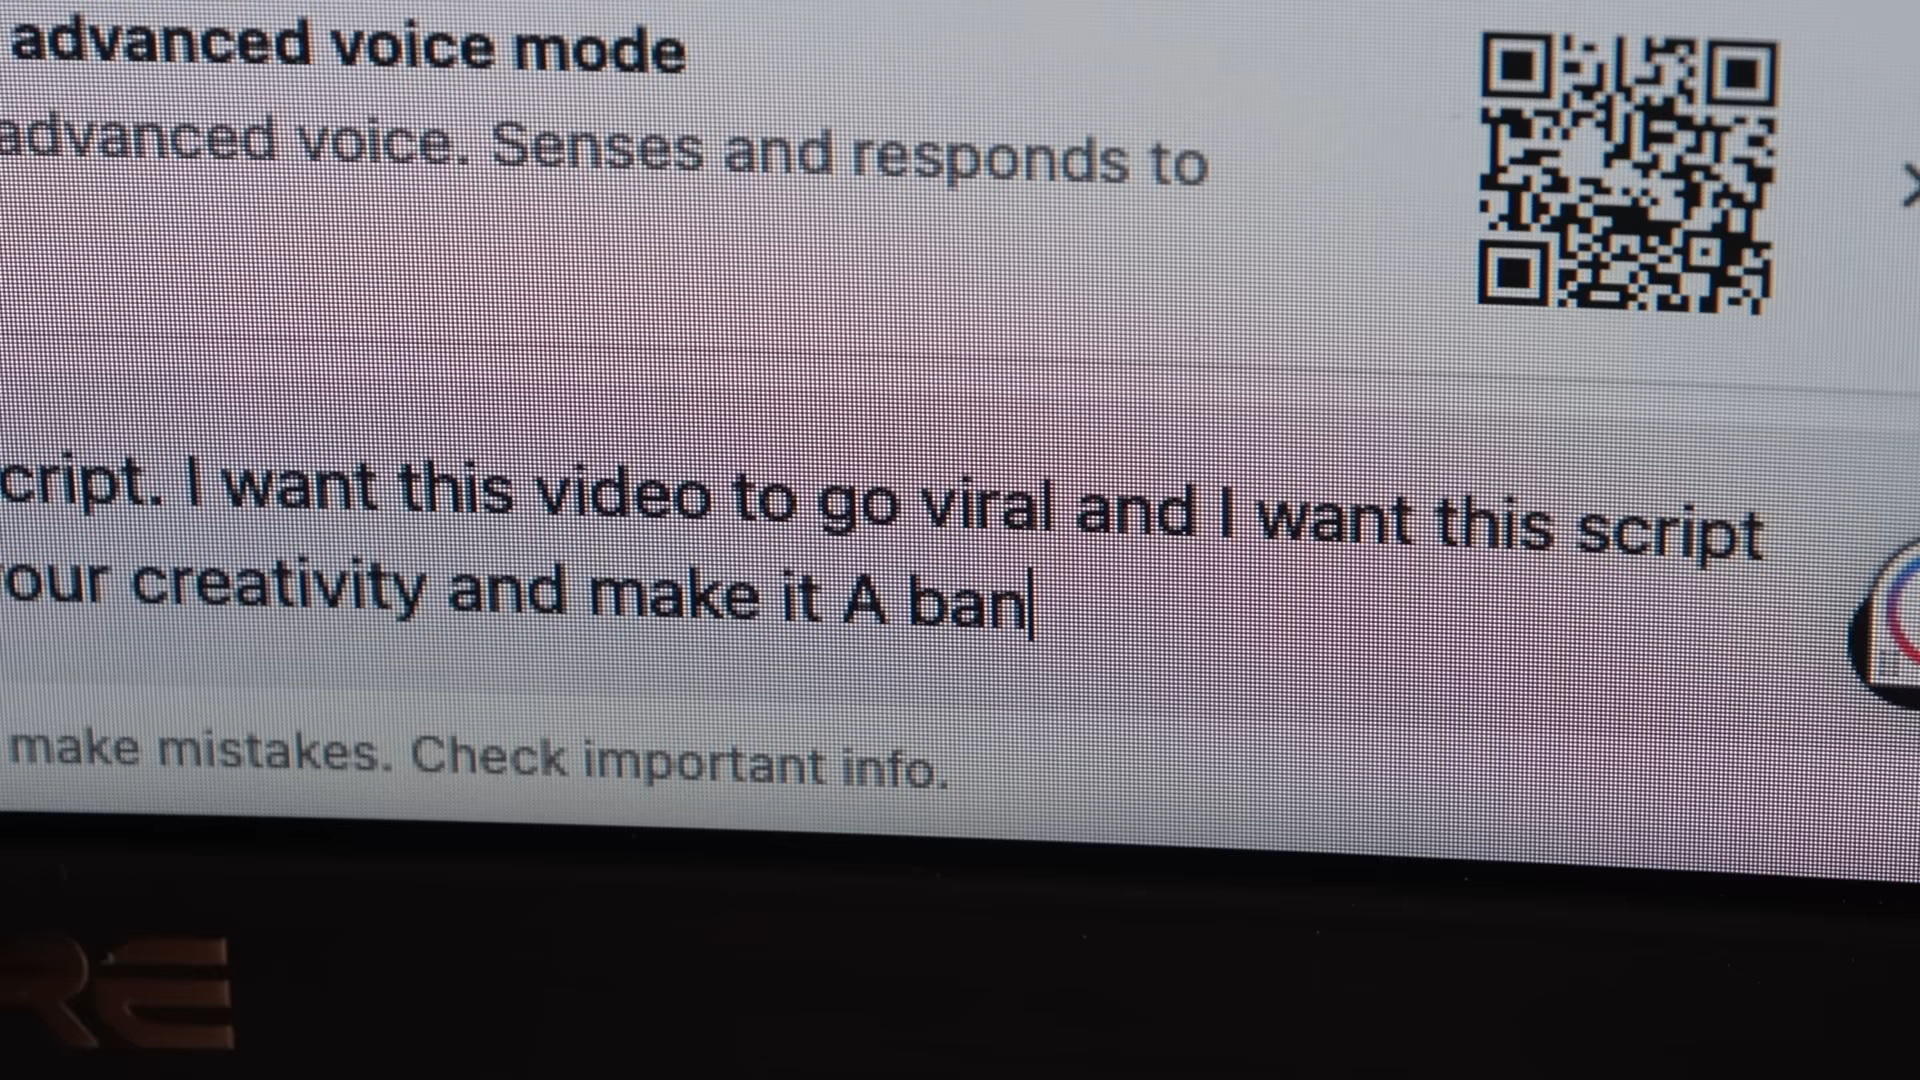 advanced voice mode
advanced voice. Senses and responds to
cript. I want this video to go viral and I want this script
our creativity and make it A ban
make mistakes. Check important info.
RE